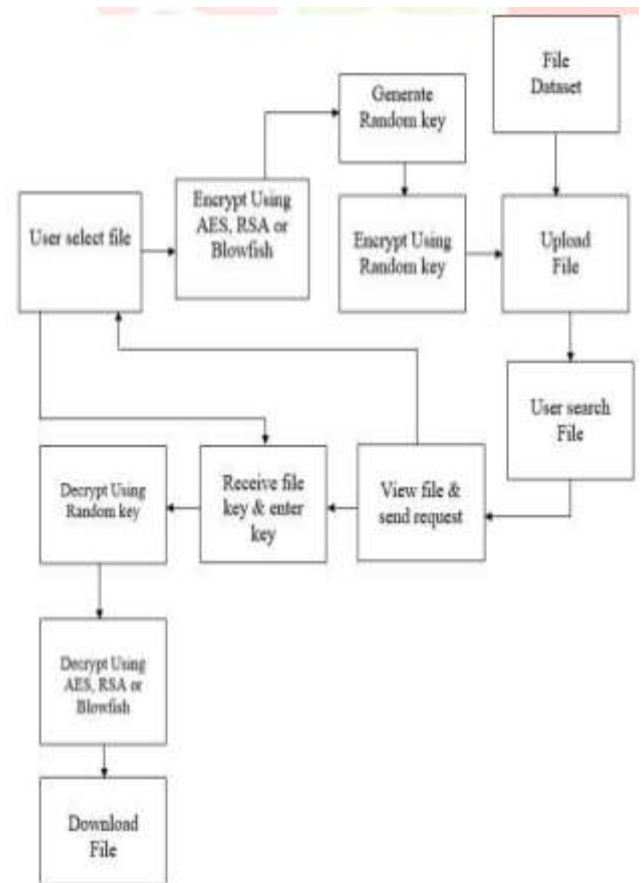 File
Dataset
Generate
Random key
User select file
Encrypt Using
AES, RSA or
Blowfish
Encrypt Using
Random key
Upload
File
User search
File
View file &
send request
Receive file
key & enter
key
Decrypt Using
Random key
Decrypt Using
AES, RSA or
Blowfish
Download
File